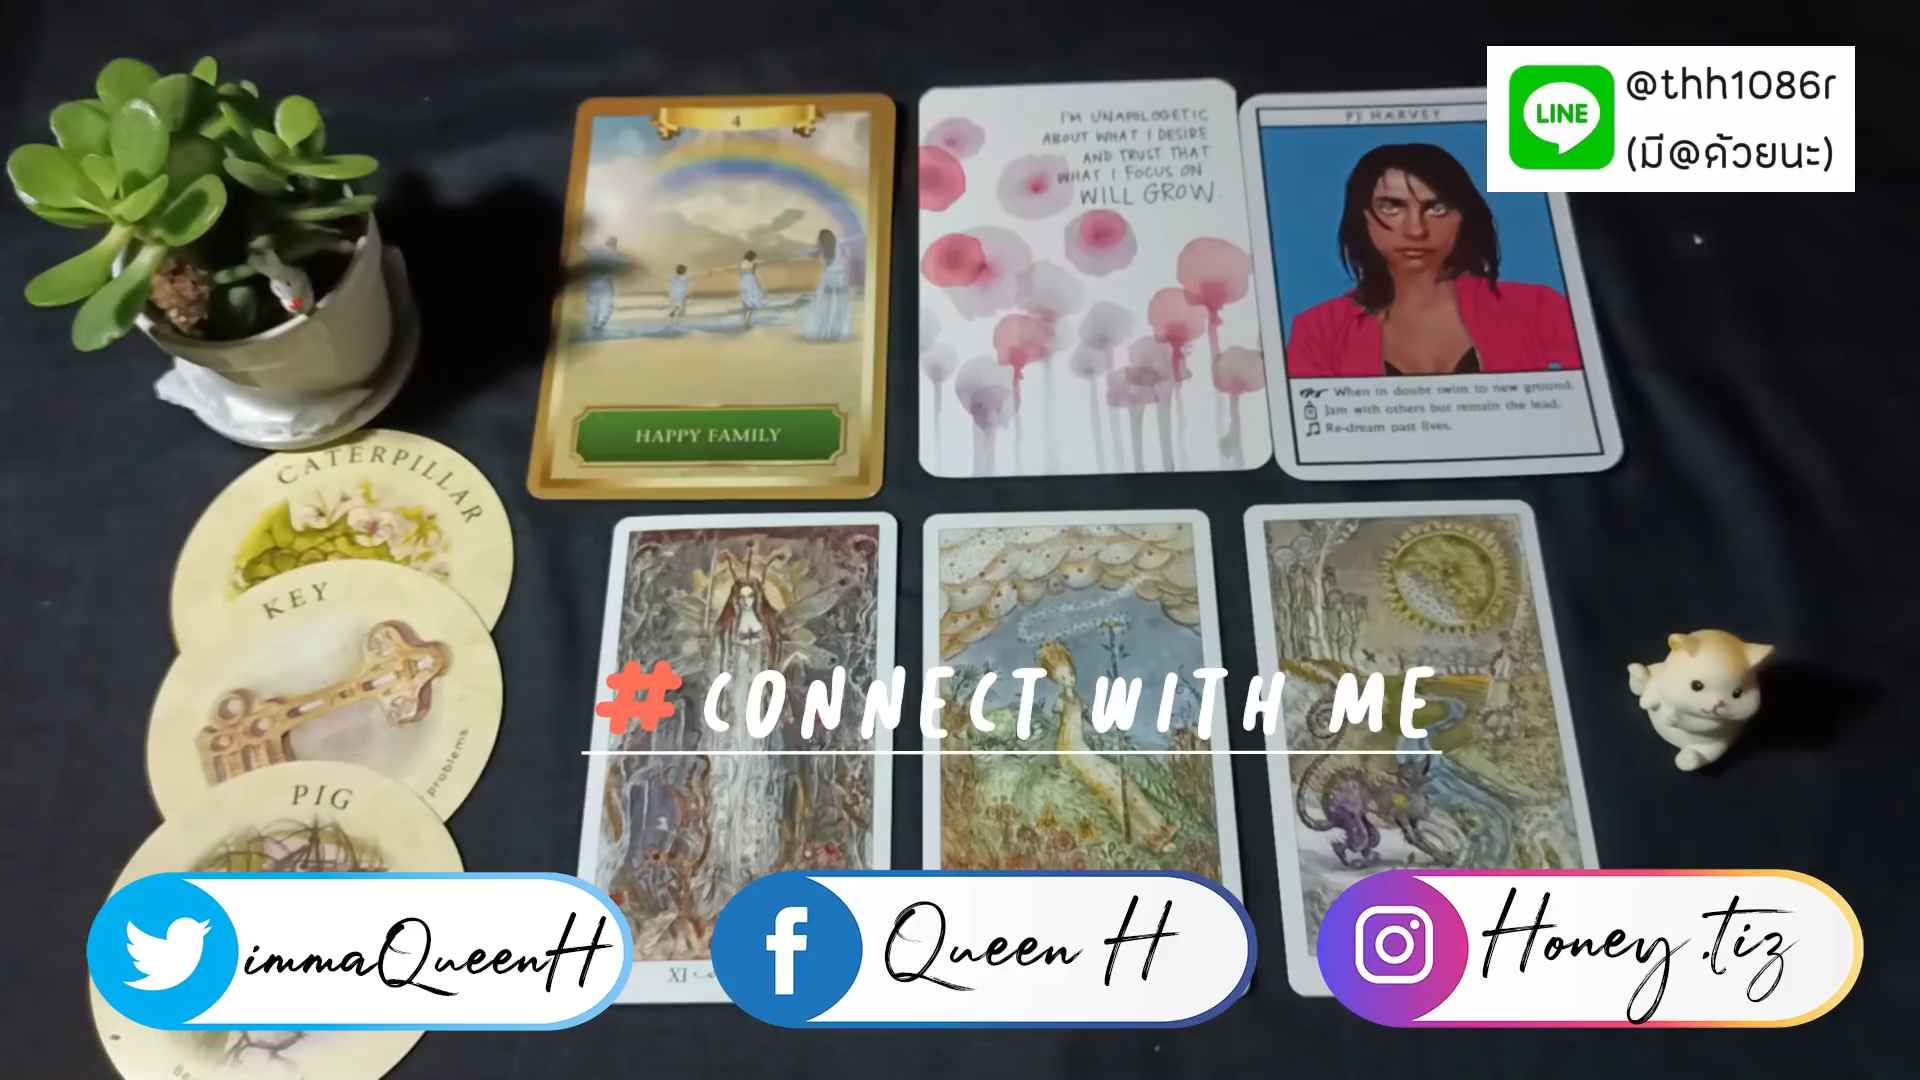 4
HAPPY FAMILY
I'M UNAPOLOGETIC
ABOUT WHAT I DESIRE
AND TRUST THAT
WHAT I FOCUS ON
WILL GROW.
PJ HARVEY
When in doubt swim to new ground.
Jam with others but remain the lead.
Re-dream past lives.
LINE
@thh1086r
(มี@ด้วยนะ)
CATERPILLAR
KEY
problems
PIG
# CONNECT WITH ME
XI
immaQueenH
Queen H
Honey.tiz